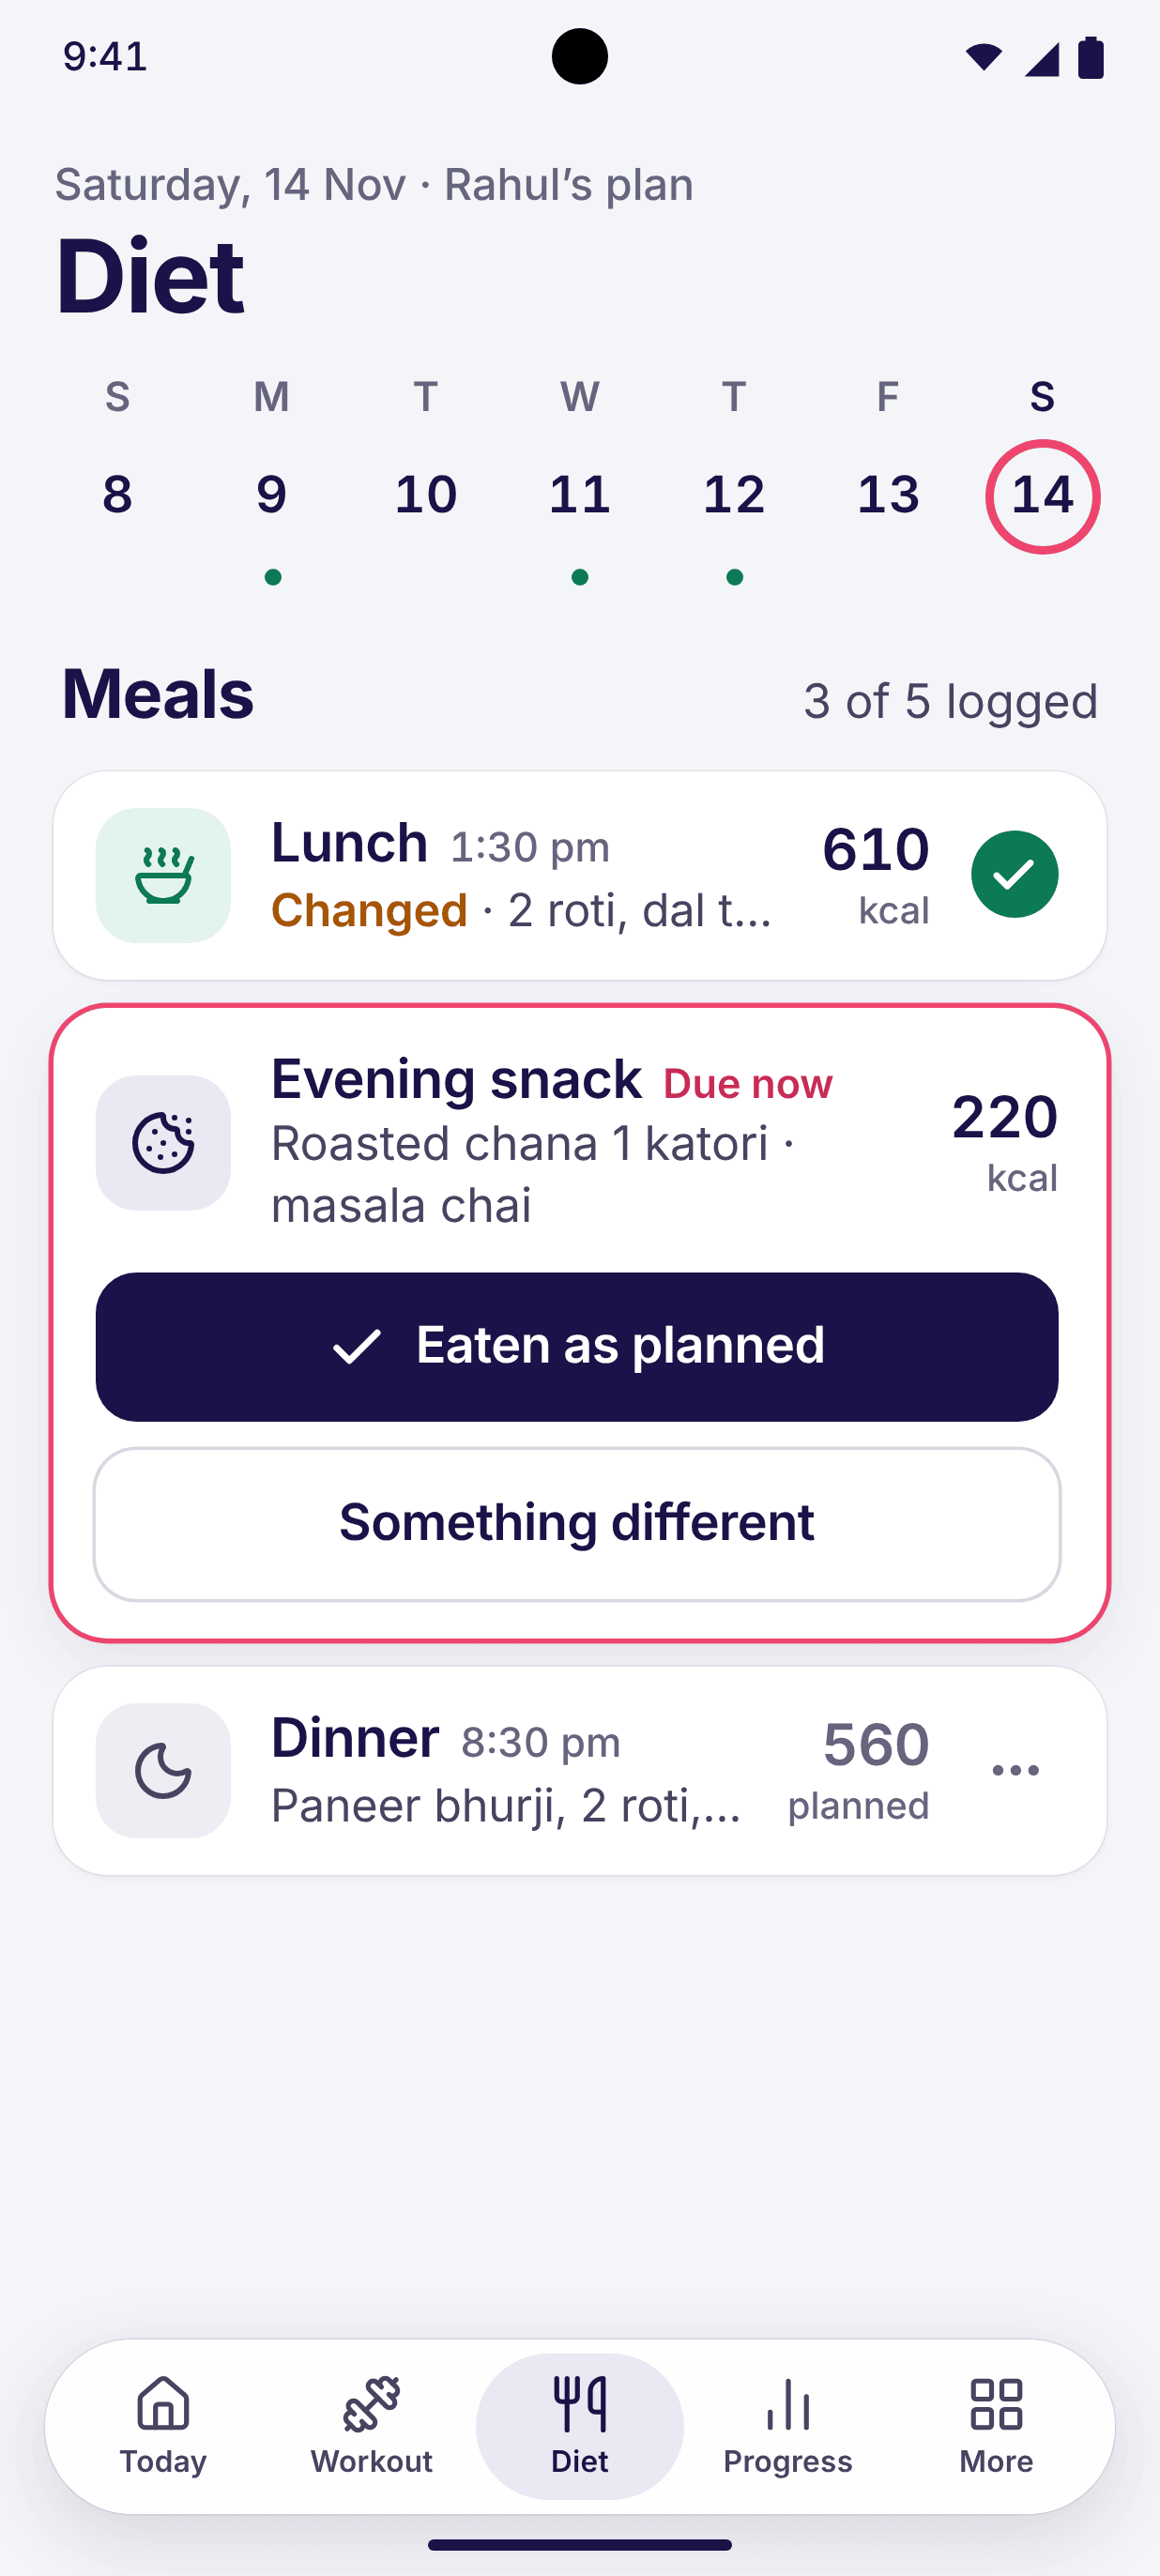 9:41
Saturday, 14 Nov · Rahul’s plan
Diet
S M T W T F S
8 9 10 11 12 13 14
Meals 3 of 5 logged
Lunch 1:30 pm 610
Changed · 2 roti, dal t... kcal
Evening snack Due now 220
Roasted chana 1 katori · kcal
masala chai
Eaten as planned
Something different
Dinner 8:30 pm 560
Paneer bhurji, 2 roti,... planned
Today Workout Diet Progress More